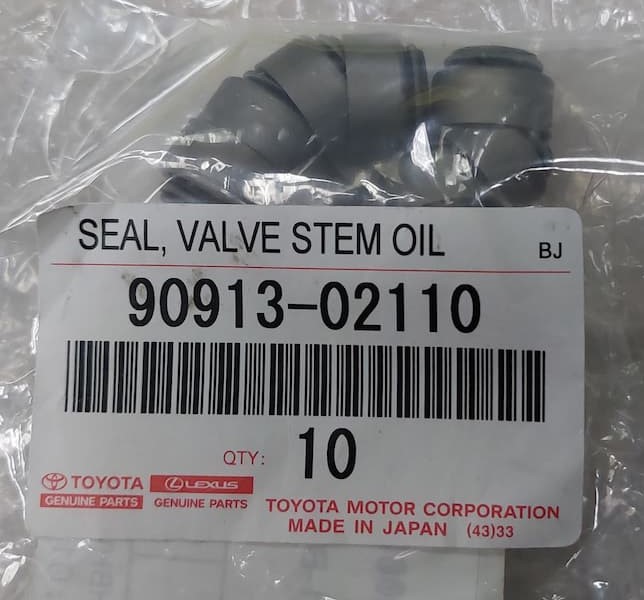 SEAL, VALVE STEM OIL BJ
90913-02110
QTY: 10
TOYOTA LEXUS
GENUINE PARTS GENUINE PARTS
TOYOTA MOTOR CORPORATION
MADE IN JAPAN (43)33